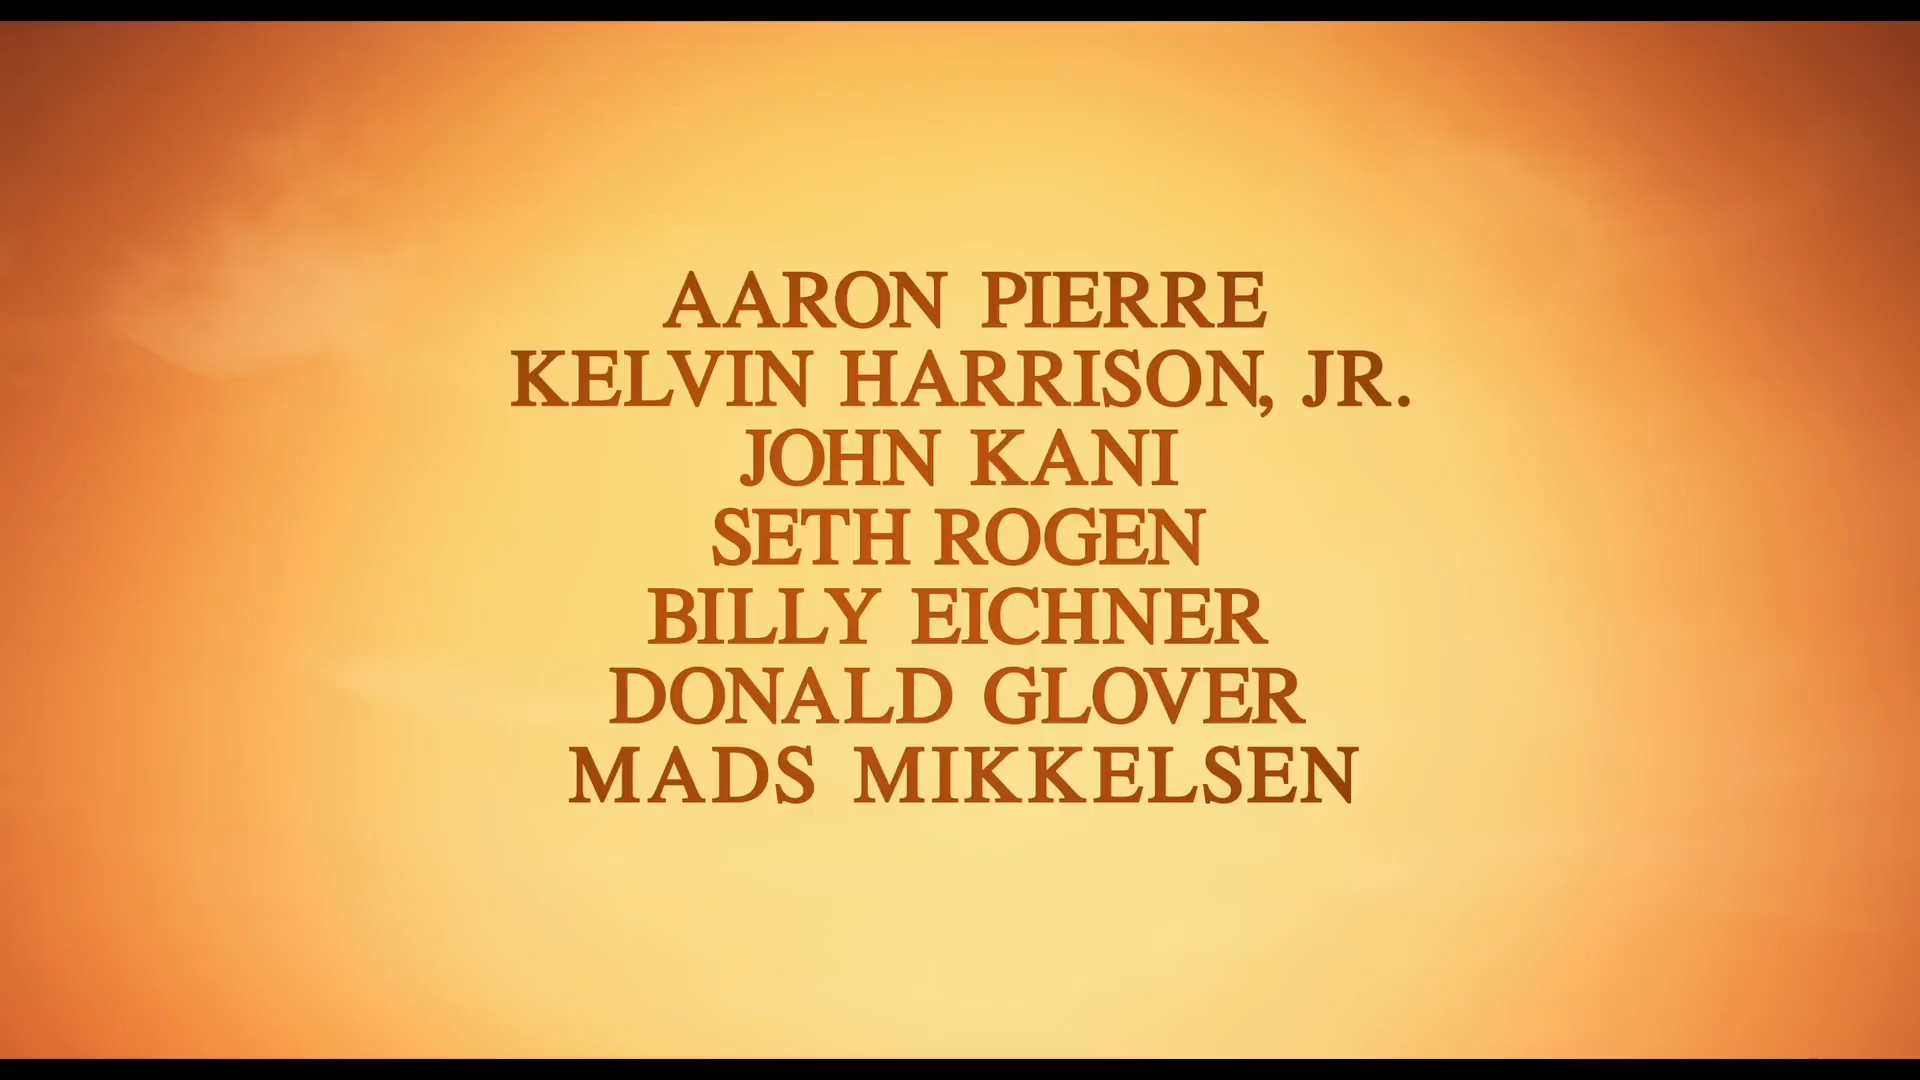 AARON PIERRE
KELVIN HARRISON, JR.
JOHN KANI
SETH ROGEN
BILLY EICHNER
DONALD GLOVER
MADS MIKKELSEN